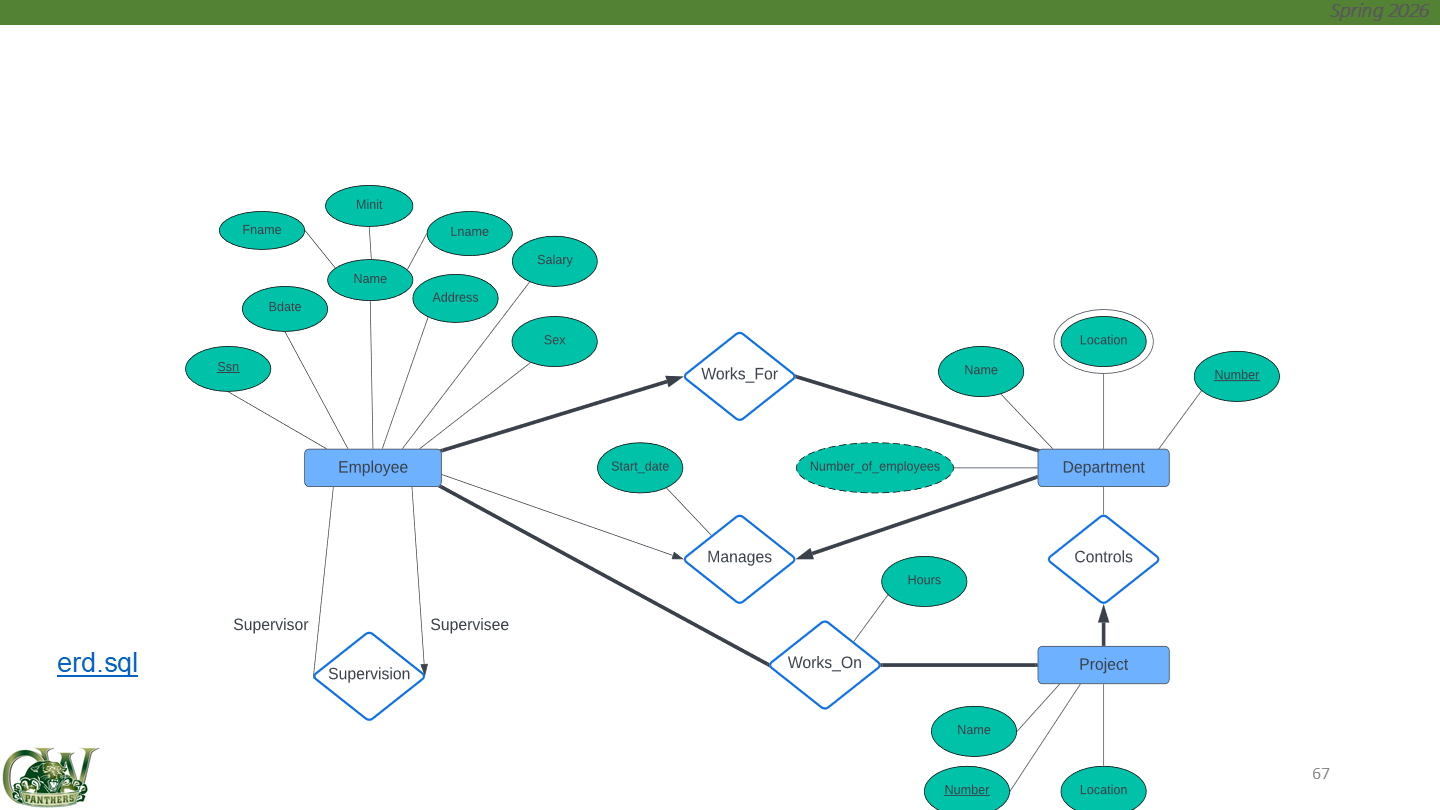 Spring 2026
Minit
Fname
Lname
Salary
Name
Address
Bdate
Sex
Ssn
Works_For
Location
Name
Number
Employee
Start_date
Number_of_employees
Department
Manages
Controls
Hours
Supervisor
Supervisee
erd.sql
Supervision
Works_On
Project
Name
Number
Location
OW
PANTHERS
67